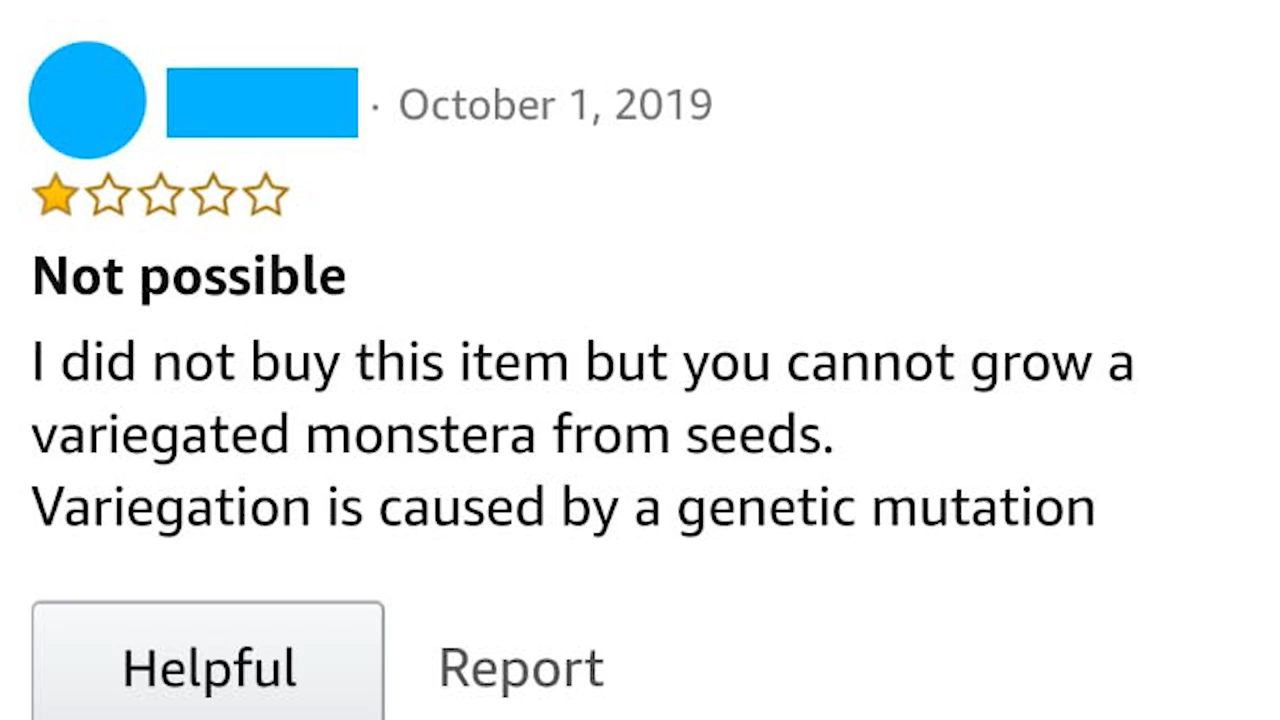 · October 1, 2019
Not possible
I did not buy this item but you cannot grow a
variegated monstera from seeds.
Variegation is caused by a genetic mutation
Helpful Report